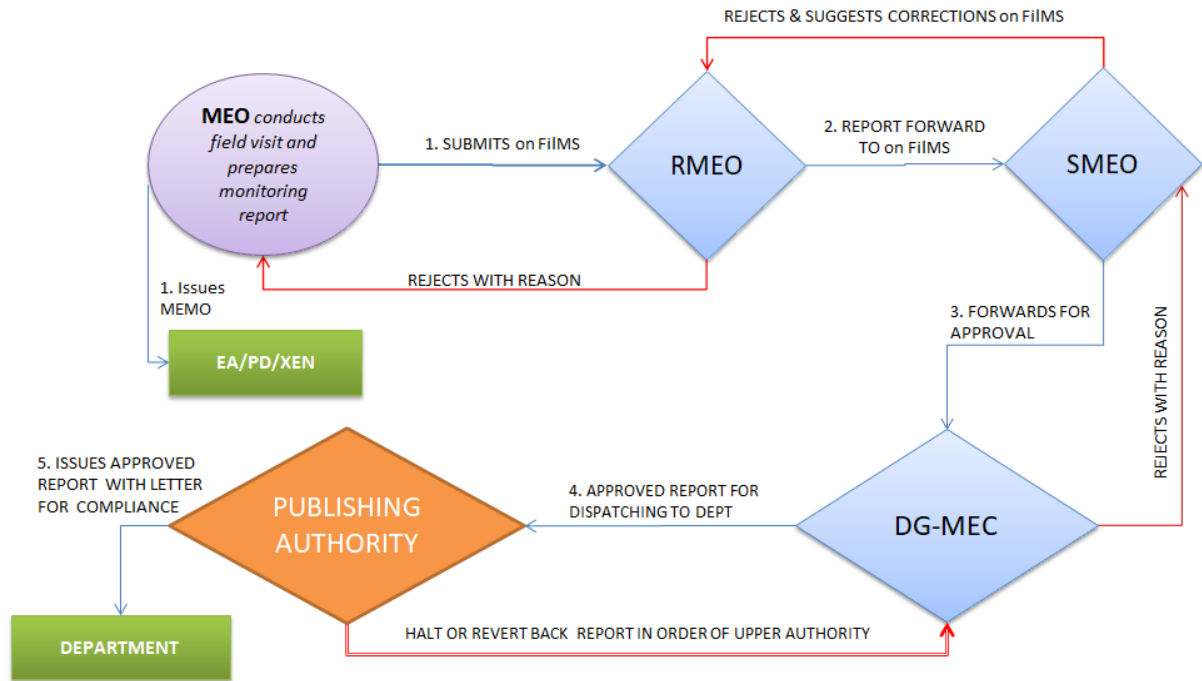 REJECTS & SUGGESTS CORRECTIONS on FilMS
MEO conducts
field visit and
prepares
monitoring
report
1. SUBMITS on FilMS
RMEO
2. REPORT FORWARD
TO on FilMS
SMEO
REJECTS WITH REASON
1. Issues
MEMO
EA/PD/XEN
3. FORWARDS FOR
APPROVAL
REJECTS WITH REASON
5. ISSUES APPROVED
REPORT WITH LETTER
FOR COMPLIANCE
PUBLISHING
AUTHORITY
4. APPROVED REPORT FOR
DISPATCHING TO DEPT
DG-MEC
DEPARTMENT
HALT OR REVERT BACK REPORT IN ORDER OF UPPER AUTHORITY